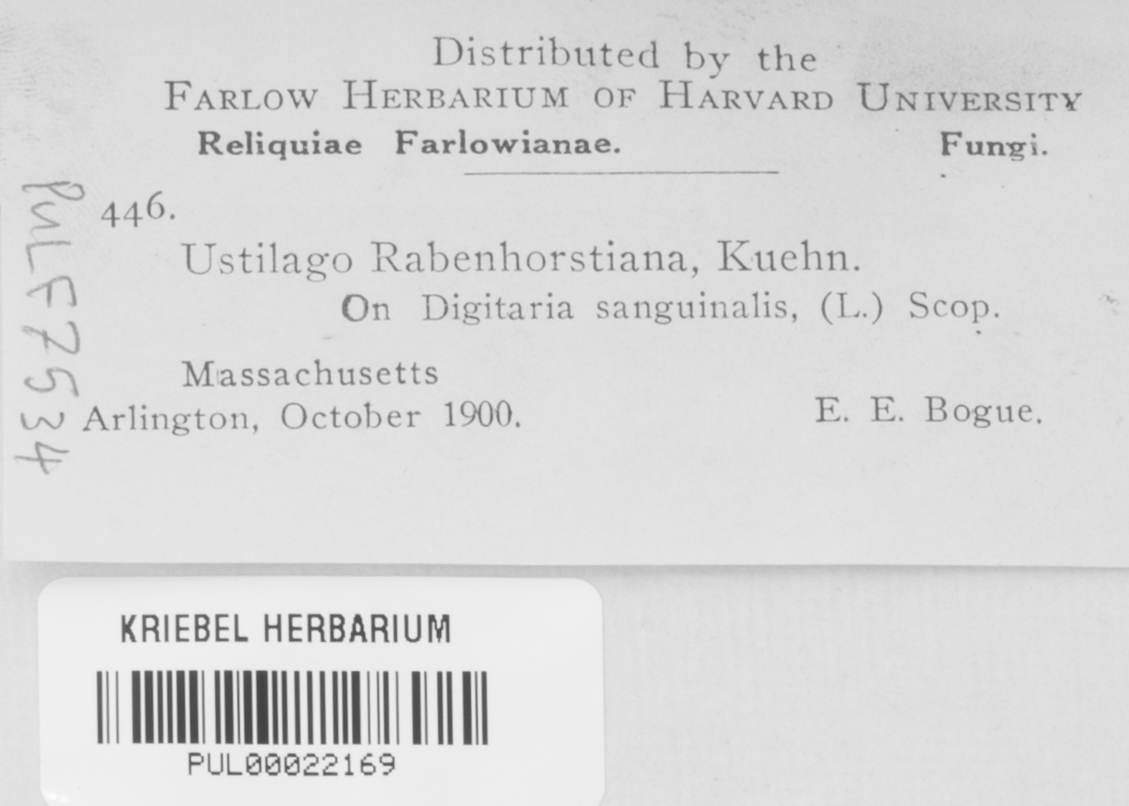 Distributed by the
FARLOW HERBARIUM OF HARVARD UNIVERSITY
Reliquiae Farlowianae. Fungi.
446.
Ustilago Rabenhorstiana, Kuehn.
On Digitaria sanguinalis, (L.) Scop.
Massachusetts
Arlington, October 1900. E. E. Bogue.
PUL F7534
KRIEBEL HERBARIUM
PUL00022169